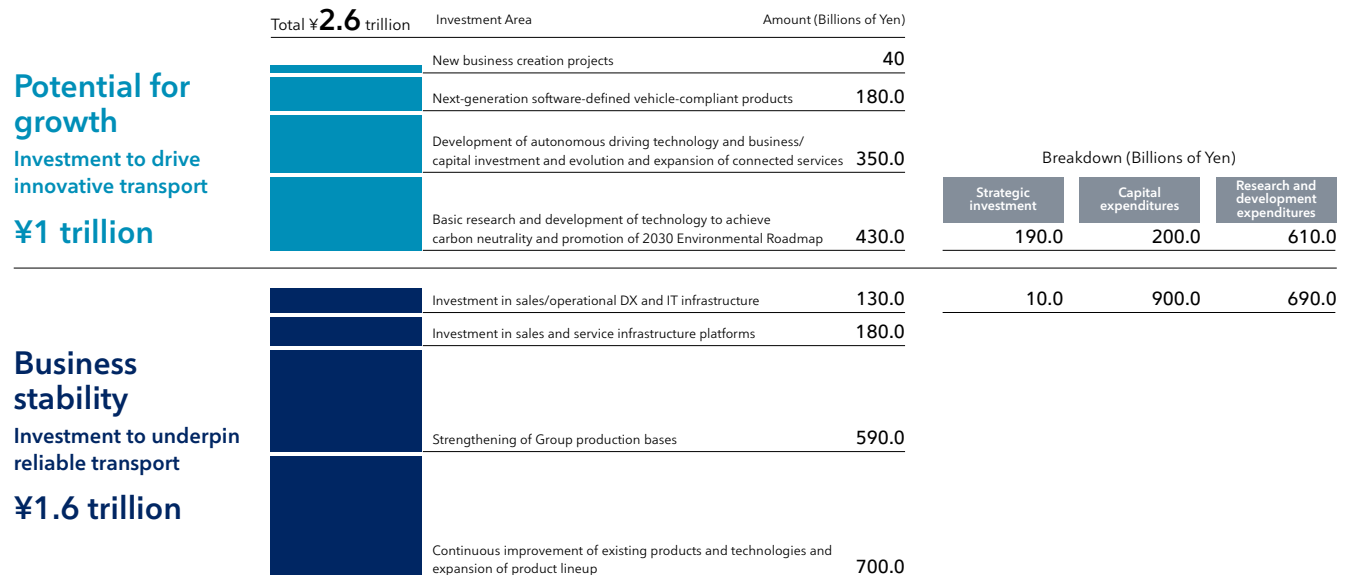 Total ¥2.6 trillion Investment Area Amount (Billions of Yen)
New business creation projects 40
Potential for
growth
Investment to drive
innovative transport
¥1 trillion
Next-generation software-defined vehicle-compliant products 180.0
Development of autonomous driving technology and business/
capital investment and evolution and expansion of connected services 350.0
Basic research and development of technology to achieve
carbon neutrality and promotion of 2030 Environmental Roadmap 430.0
Breakdown (Billions of Yen)
Strategic
investment
Capital
expenditures
Research and
development
expenditures
190.0 200.0 610.0
Investment in sales/operational DX and IT infrastructure 130.0 10.0 900.0 690.0
Investment in sales and service infrastructure platforms 180.0
Business
stability
Investment to underpin
reliable transport
¥1.6 trillion
Strengthening of Group production bases 590.0
Continuous improvement of existing products and technologies and
expansion of product lineup 700.0